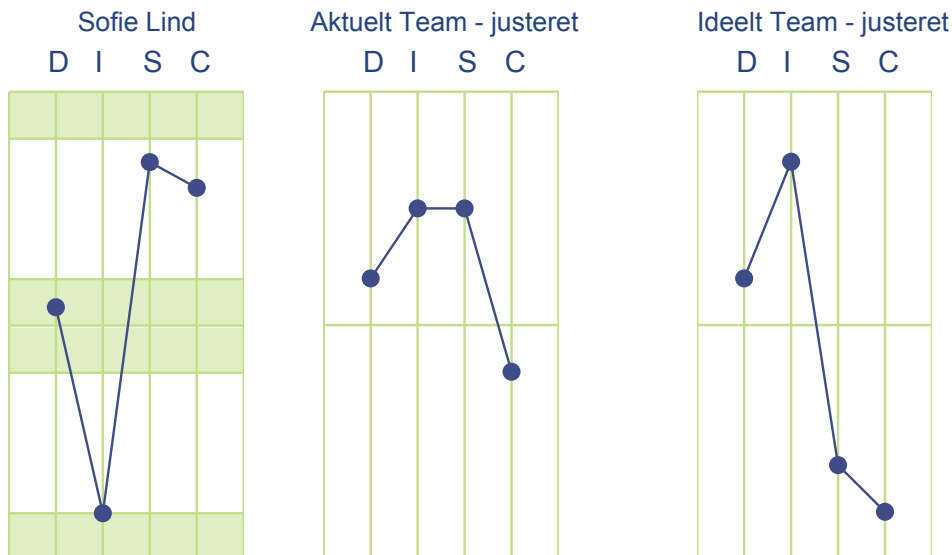 Sofie Lind
D I S C
Aktuelt Team - justeret
D I S C
Ideelt Team - justeret
D I S C